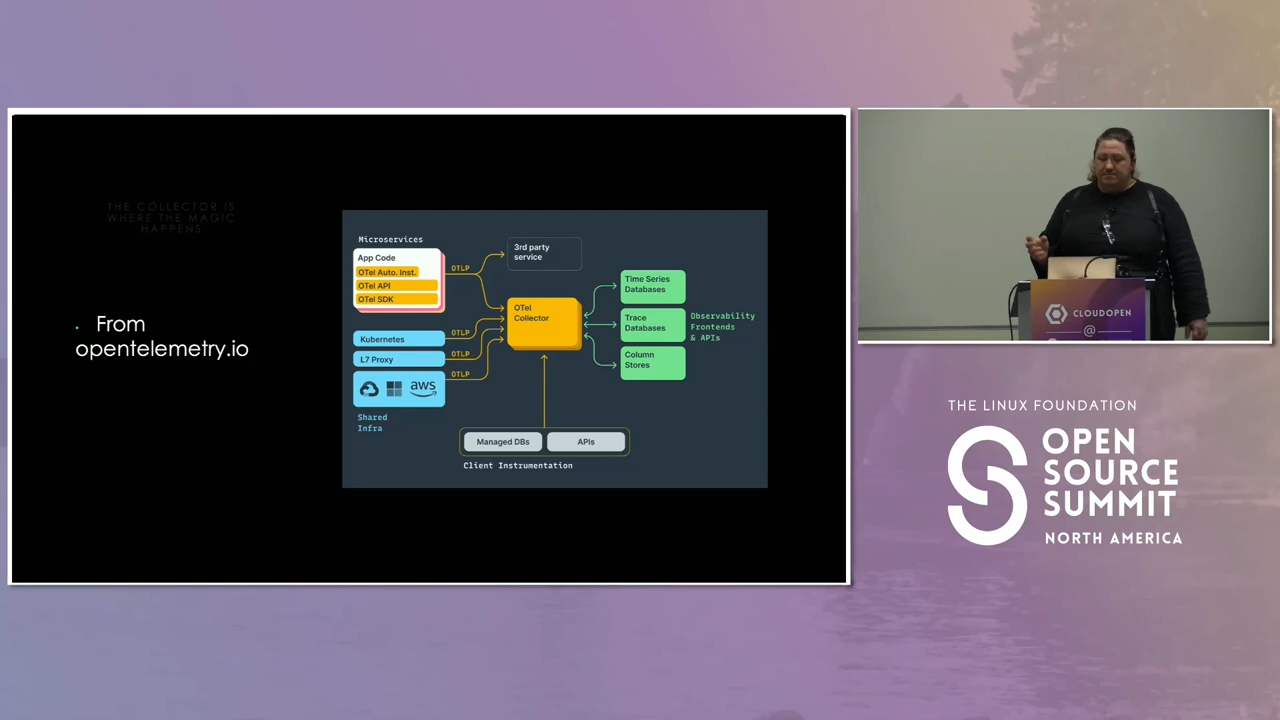 THE COLLECTOR IS
WHERE THE MAGIC
HAPPENS
. From
opentelemetry.io
Microservices
App Code
OTel Auto. Inst.
OTel API
OTel SDK
OTLP
3rd party
service
OTel
Collector
Kubernetes
OTLP
L7 Proxy
OTLP
aws
OTLP
Shared
Infra
Time Series
Databases
Trace
Databases
Column
Stores
Observability
Frontends
& APIs
Managed DBs
APIs
Client Instrumentation
CLOUDOPEN
@
THE LINUX FOUNDATION
OPEN
SOURCE
SUMMIT
NORTH AMERICA